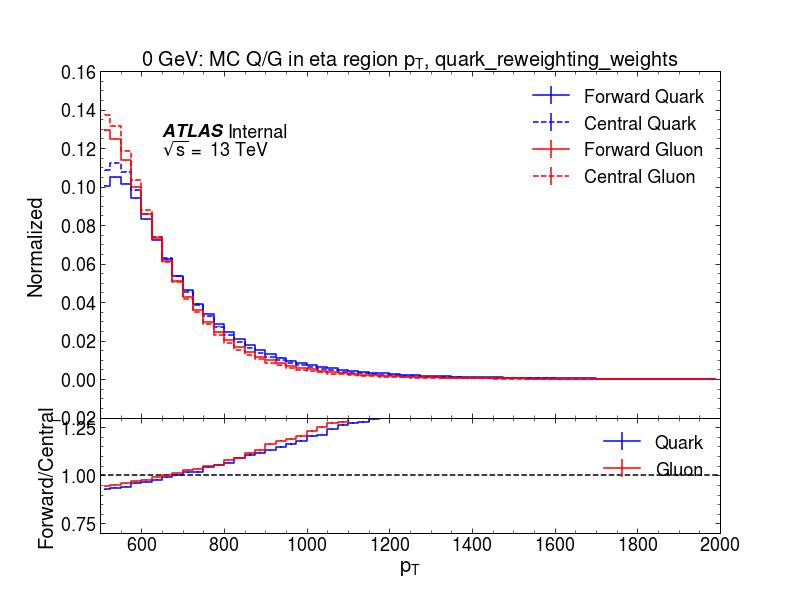 0 GeV: MC Q/G in eta region pT, quark_reweighting_weights
0.16
0.14
0.12
0.10
0.08
0.06
0.04
0.02
0.00
0.02
Normalized
ATLAS Internal
√s = 13 TeV
Forward Quark
Central Quark
Forward Gluon
Central Gluon
1.25
1.00
0.75
Forward/Central
Quark
Gluon
600 800 1000 1200 1400 1600 1800 2000
pT